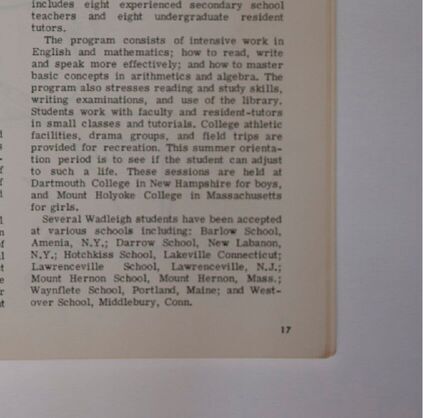 includes eight experienced secondary school
teachers and eight undergraduate resident
tutors.
The program consists of intensive work in
English and mathematics; how to read, write
and speak more effectively; and how to master
basic concepts in arithmetics and algebra. The
program also stresses reading and study skills,
writing examinations, and use of the library.
Students work with faculty and resident-tutors
in small classes and tutorials. College athletic
facilities, drama groups, and field trips are
provided for recreation. This summer orienta-
tion period is to see if the student can adjust
to such a life. These sessions are held at
Dartmouth College in New Hampshire for boys,
and Mount Holyoke College in Massachusetts
for girls.
Several Wadleigh students have been accepted
at various schools including: Barlow School,
Amenia, N.Y.; Darrow School, New Labanon,
N.Y.; Hotchkiss School, Lakeville Connecticut;
Lawrenceville School, Lawrenceville, N.J.;
Mount Hernon School, Mount Hernon, Mass.;
Waynflete School, Portland, Maine; and West-
over School, Middlebury, Conn.
17